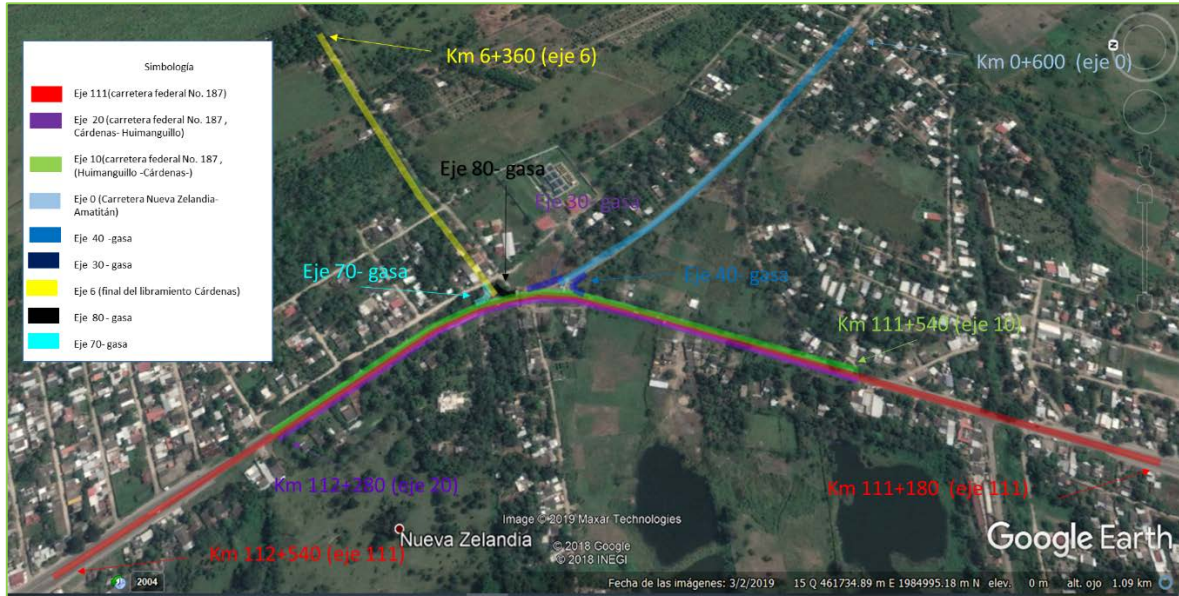 Simbología
Eje 111(carretera federal No. 187)
Eje 20 (carretera federal No. 187 ,
Cárdenas- Huimanguillo)
Eje 10(carretera federal No. 187 ,
(Huimanguillo -Cárdenas-)
Eje 0 (Carretera Nueva Zelandia-
Amatitán)
Eje 40 -gasa
Eje 30 - gasa
Eje 6 (final del libramiento Cárdenas)
Eje 80 - gasa
Eje 70- gasa
Km 6+360 (eje 6)
Km 0+600 (eje 0)
N
Eje 80- gasa
Eje 30- gasa
Eje 70- gasa
Eje 40- gasa
Km 111+540 (eje 10)
Km 112+280 (eje 20)
Km 111+180 (eje 111)
Km 112+540 (eje 111)
Nueva Zelandia
Image © 2019 Maxar Technologies
© 2018 Google
© 2018 INEGI
Google Earth
2004
Fecha de las imágenes: 3/2/2019 15 Q 461734.89 m E 1984995.18 m N elev. 0 m alt. ojo 1.09 km